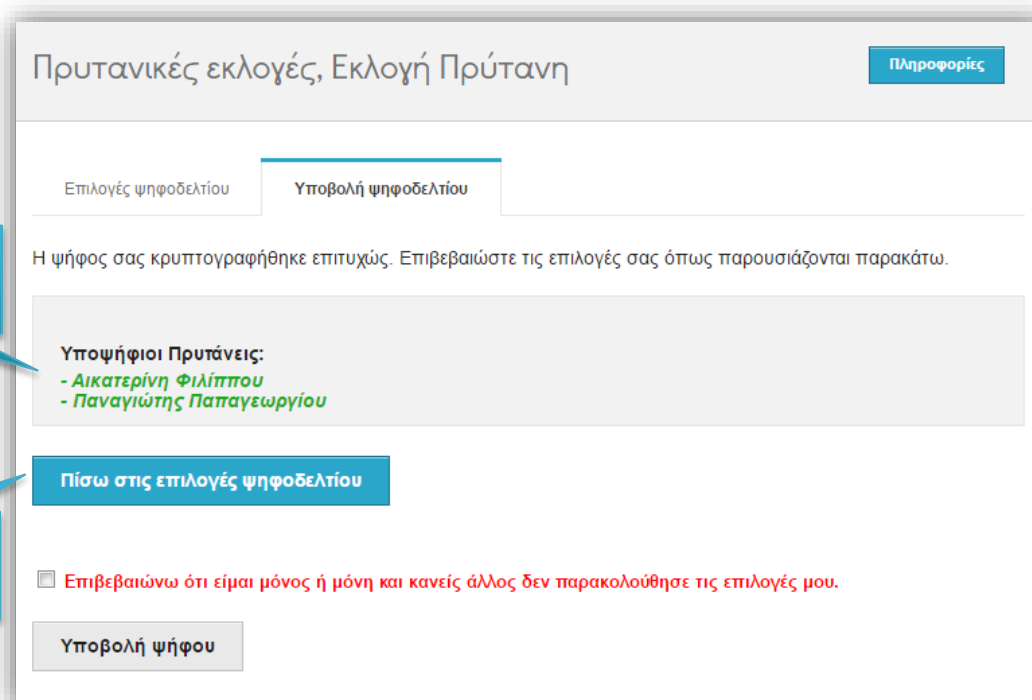 Πρυτανικές εκλογές, Εκλογή Πρύτανη
Πληροφορίες
Επιλογές ψηφοδελτίου
Υποβολή ψηφοδελτίου
Η ψήφος σας κρυπτογραφήθηκε επιτυχώς. Επιβεβαιώστε τις επιλογές σας όπως παρουσιάζονται παρακάτω.
Υποψήφιοι Πρυτάνεις:
- Αικατερίνη Φιλίππου
- Παναγιώτης Παπαγεωργίου
Πίσω στις επιλογές ψηφοδελτίου
Επιβεβαιώνω ότι είμαι μόνος ή μόνη και κανείς άλλος δεν παρακολούθησε τις επιλογές μου.
Υποβολή ψήφου